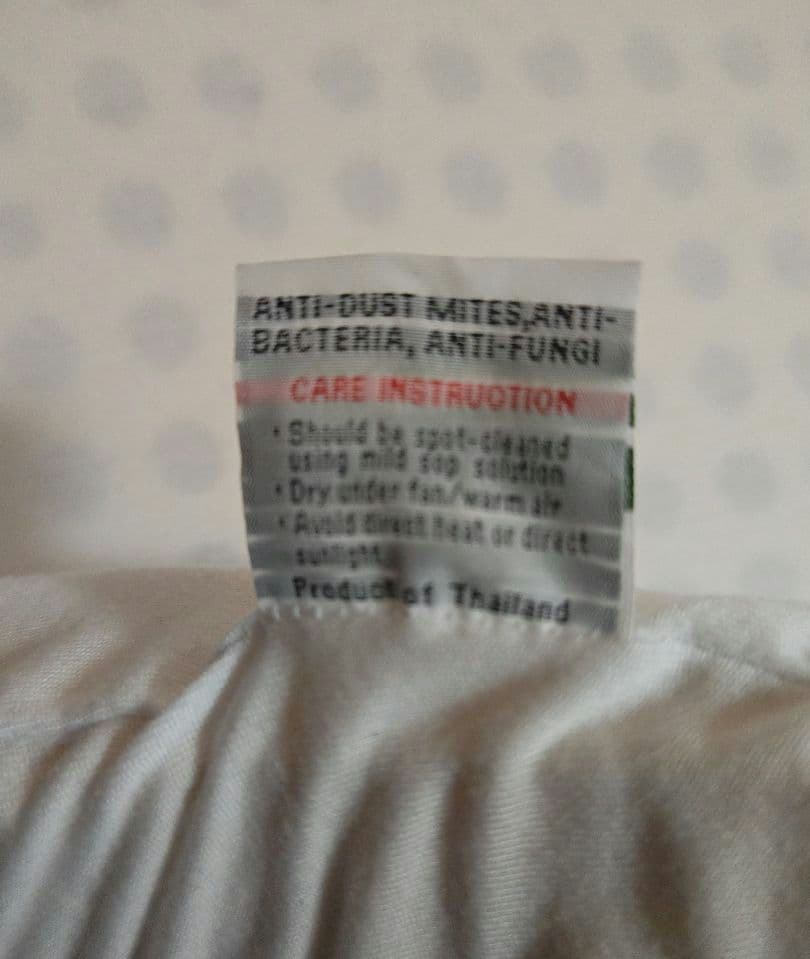 ANTI-DUST MITES,ANTI-
BACTERIA, ANTI-FUNGI
CARE INSTRUCTION
• Should be spot-cleaned
using mild sop solution
• Dry under fan/warm air
• Avoid direct heat or direct
sunlight.
Product of Thailand